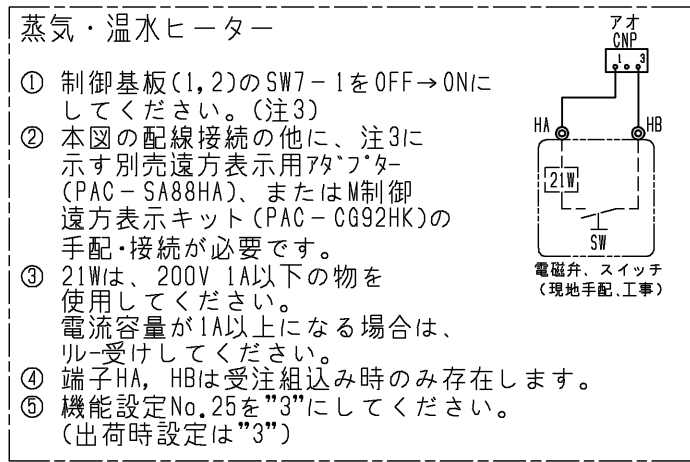 蒸気・温水ヒーター
① 制御基板(1,2)のSW7－1をOFF→ONに
してください。(注3)
② 本図の配線接続の他に、注3に
示す別売遠方表示用ｱﾀﾞﾌﾟﾀｰ
(PAC－SA88HA)、またはM制御
遠方表示キット(PAC－CG92HK)の
手配･接続が必要です。
③ 21Wは、200V 1A以下の物を
使用してください。
電流容量が1A以上になる場合は、
ﾘﾚｰ受けしてください。
④ 端子HA, HBは受注組込み時のみ存在します。
⑤ 機能設定No.25を”3”にしてください。
(出荷時設定は”3”)
アオ
CNP
1 3
HA HB
21W
SW
電磁弁、スイッチ
(現地手配､工事)